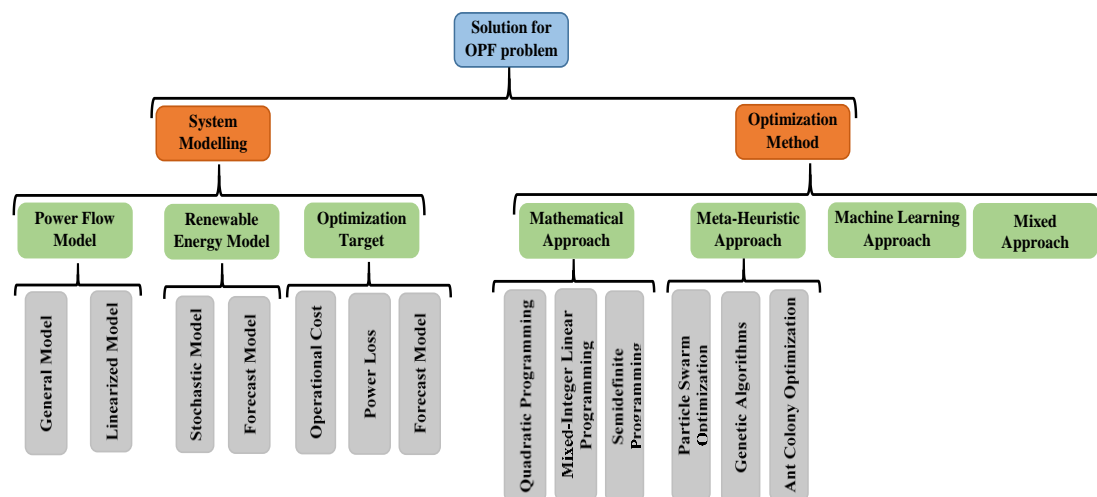 Solution for
OPF problem
System
Modelling
Optimization
Method
Power Flow
Model
Renewable
Energy Model
Optimization
Target
Mathematical
Approach
Meta-Heuristic
Approach
Machine Learning
Approach
Mixed
Approach
General Model
Linearized Model
Stochastic Model
Forecast Model
Operational Cost
Power Loss
Forecast Model
Quadratic Programming
Mixed-Integer Linear
Programming
Semidefinite
Programming
Particle Swarm
Optimization
Genetic Algorithms
Ant Colony Optimization